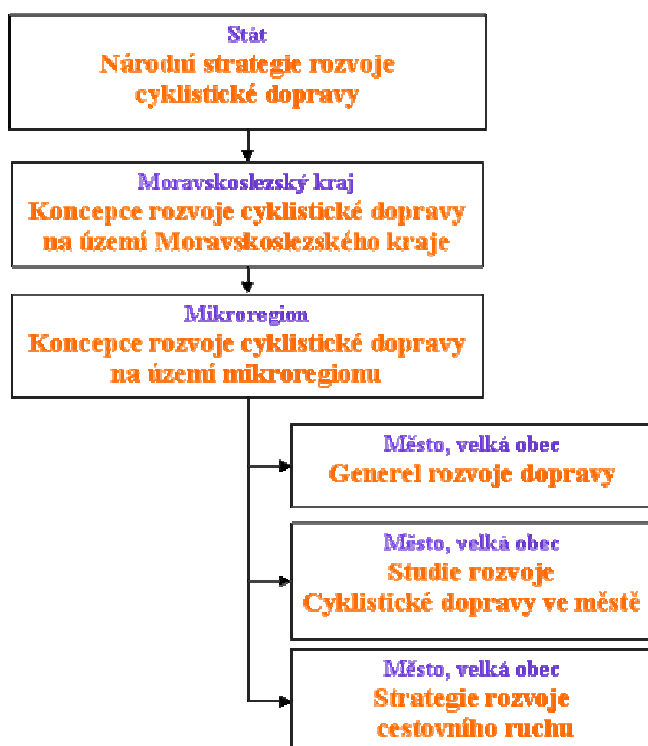 Stát
Národní strategie rozvoje
cyklistické dopravy
Moravskoslezský kraj
Koncepce rozvoje cyklistické dopravy
na území Moravskoslezského kraje
Mikroregion
Koncepce rozvoje cyklistické dopravy
na území mikroregionu
Město, velká obec
Generel rozvoje dopravy
Město, velká obec
Studie rozvoje
Cyklistické dopravy ve městě
Město, velká obec
Strategie rozvoje
cestovního ruchu